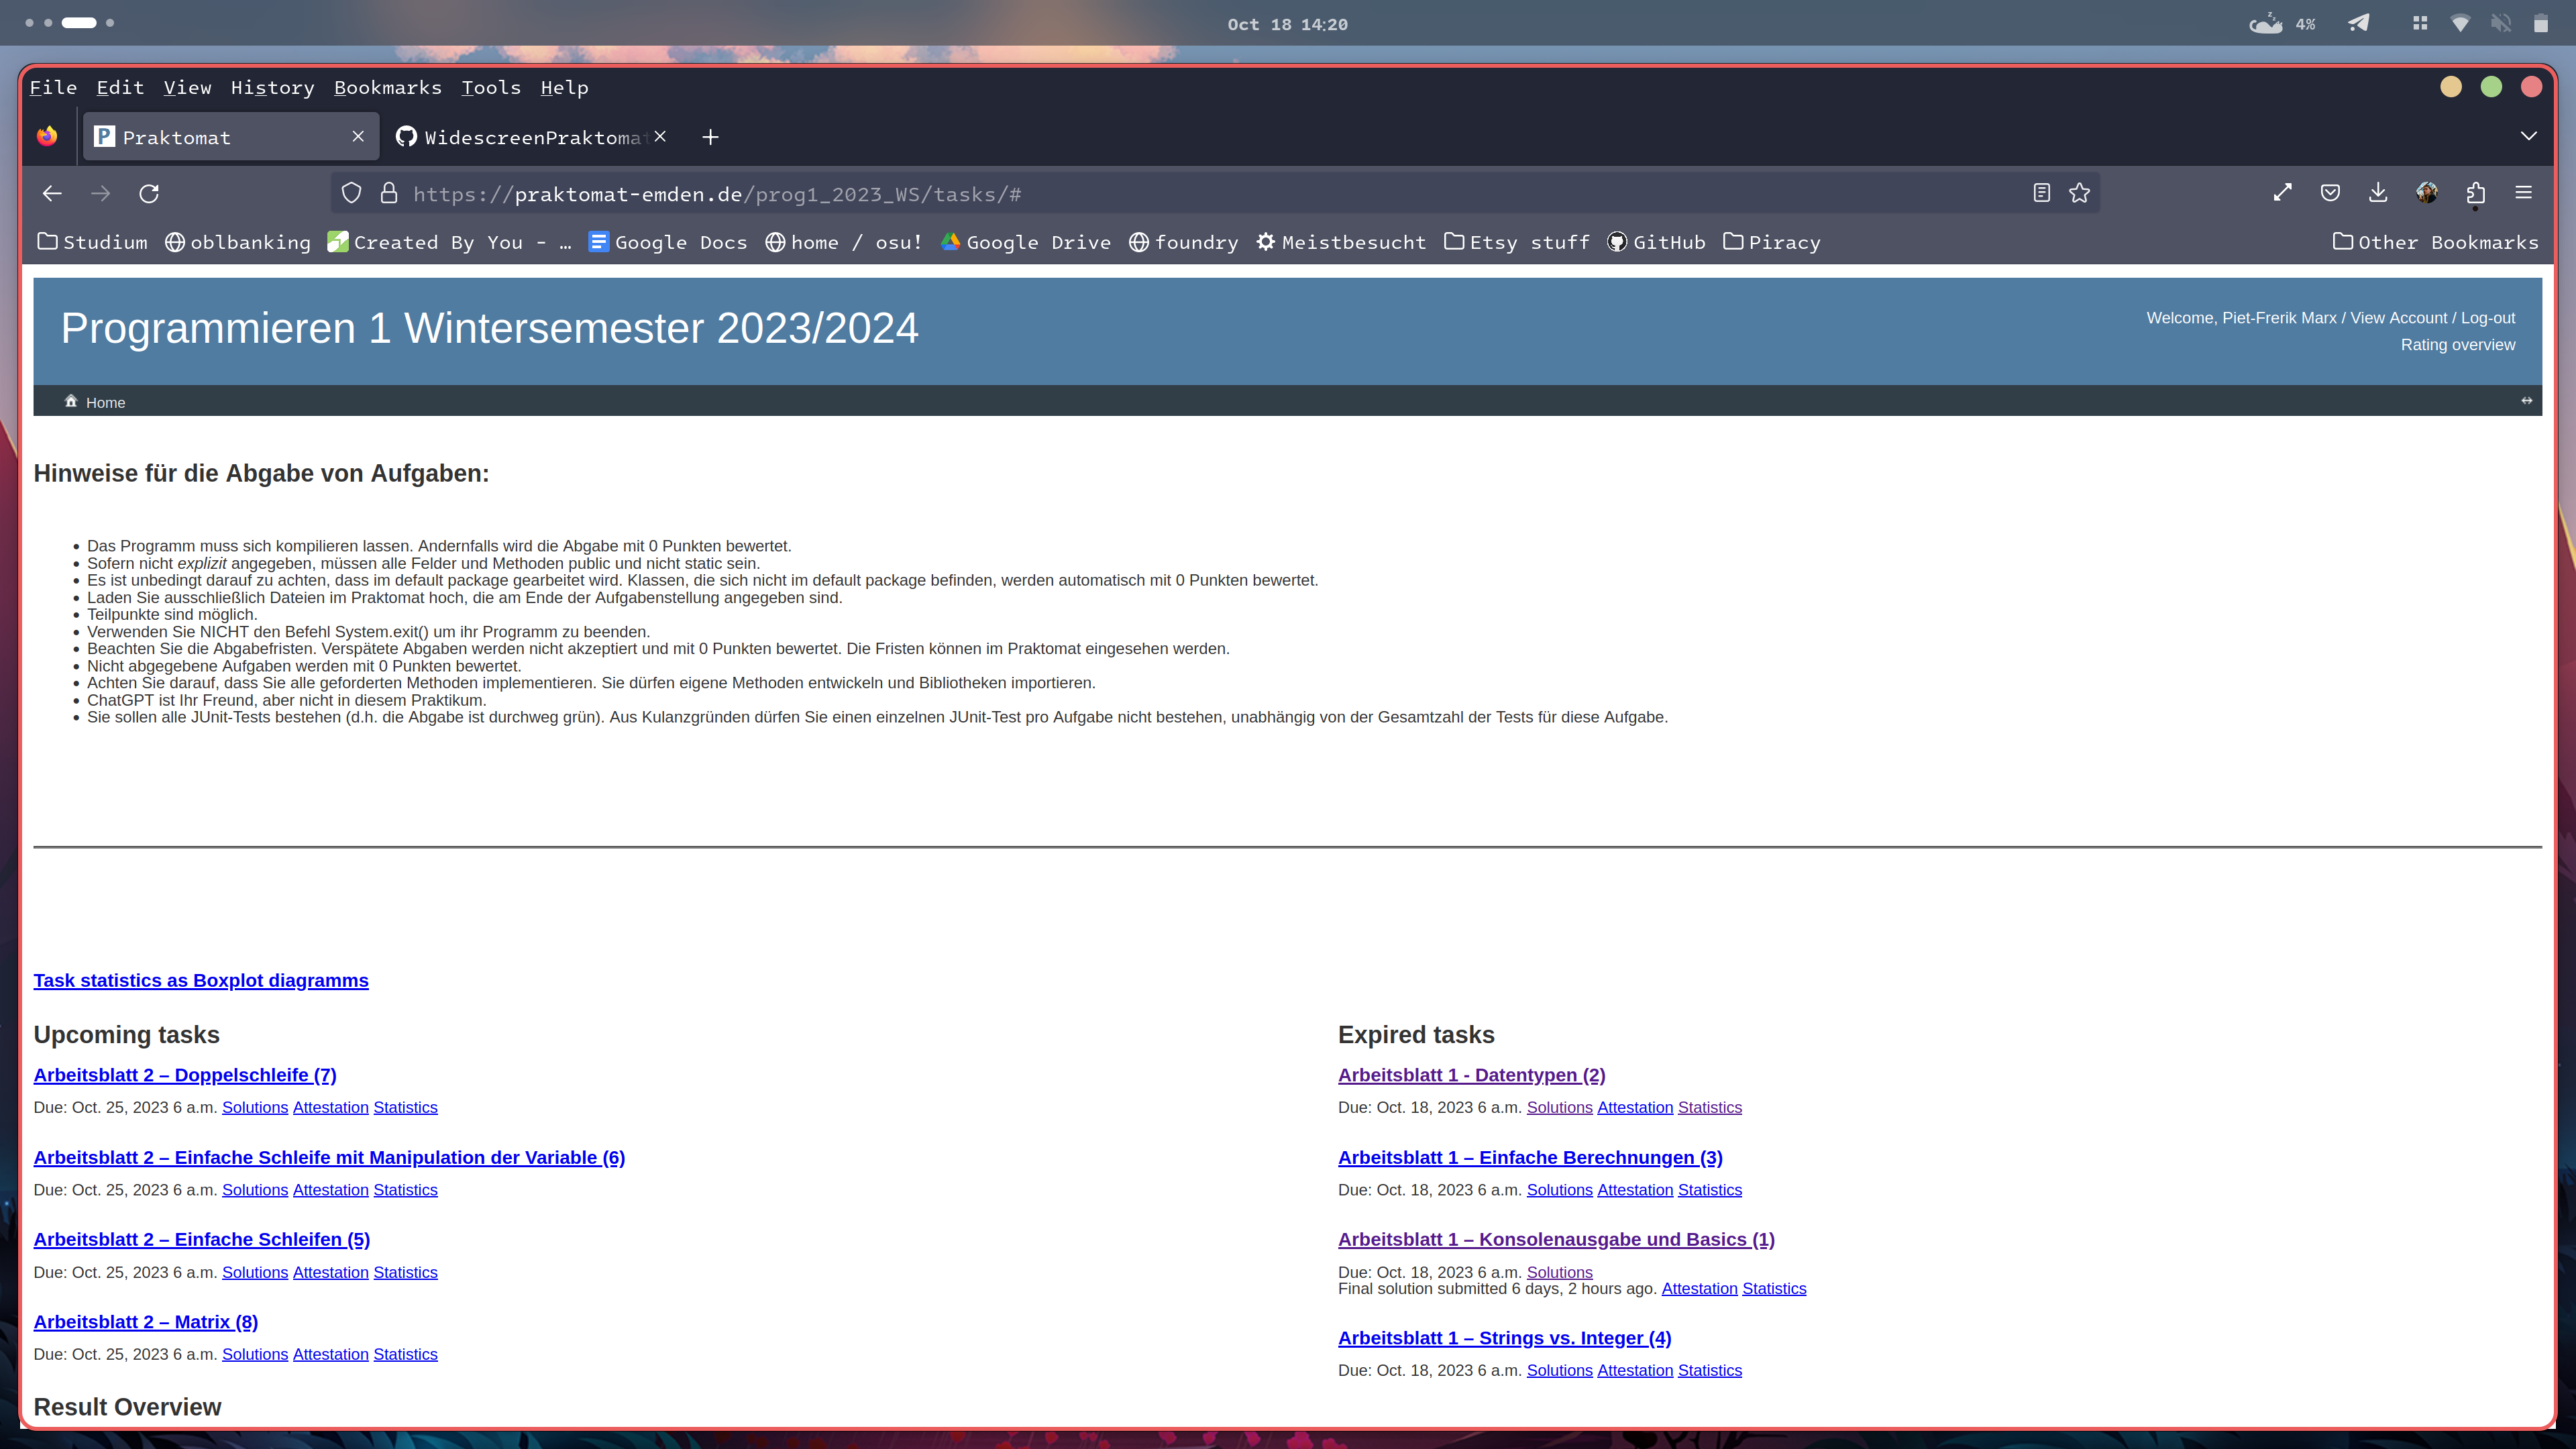 Oct 18 14:20
4%
File Edit View History Bookmarks Tools Help
Praktomat
WidescreenPraktomat
https://praktomat-emden.de/prog1_2023_WS/tasks/#
Studium oblbanking Created By You - … Google Docs home / osu! Google Drive foundry Meistbesucht Etsy stuff GitHub Piracy Other Bookmarks
Programmieren 1 Wintersemester 2023/2024
Welcome, Piet-Frerik Marx / View Account / Log-out
Rating overview
Home
Hinweise für die Abgabe von Aufgaben:
• Das Programm muss sich kompilieren lassen. Andernfalls wird die Abgabe mit 0 Punkten bewertet.
• Sofern nicht explizit angegeben, müssen alle Felder und Methoden public und nicht static sein.
• Es ist unbedingt darauf zu achten, dass im default package gearbeitet wird. Klassen, die sich nicht im default package befinden, werden automatisch mit 0 Punkten bewertet.
• Laden Sie ausschließlich Dateien im Praktomat hoch, die am Ende der Aufgabenstellung angegeben sind.
• Teilpunkte sind möglich.
• Verwenden Sie NICHT den Befehl System.exit() um ihr Programm zu beenden.
• Beachten Sie die Abgabefristen. Verspätete Abgaben werden nicht akzeptiert und mit 0 Punkten bewertet. Die Fristen können im Praktomat eingesehen werden.
• Nicht abgegebene Aufgaben werden mit 0 Punkten bewertet.
• Achten Sie darauf, dass Sie alle geforderten Methoden implementieren. Sie dürfen eigene Methoden entwickeln und Bibliotheken importieren.
• ChatGPT ist Ihr Freund, aber nicht in diesem Praktikum.
• Sie sollen alle JUnit-Tests bestehen (d.h. die Abgabe ist durchweg grün). Aus Kulanzgründen dürfen Sie einen einzelnen JUnit-Test pro Aufgabe nicht bestehen, unabhängig von der Gesamtzahl der Tests für diese Aufgabe.
Task statistics as Boxplot diagramms
Upcoming tasks
Arbeitsblatt 2 – Doppelschleife (7)
Due: Oct. 25, 2023 6 a.m. Solutions Attestation Statistics
Arbeitsblatt 2 – Einfache Schleife mit Manipulation der Variable (6)
Due: Oct. 25, 2023 6 a.m. Solutions Attestation Statistics
Arbeitsblatt 2 – Einfache Schleifen (5)
Due: Oct. 25, 2023 6 a.m. Solutions Attestation Statistics
Arbeitsblatt 2 – Matrix (8)
Due: Oct. 25, 2023 6 a.m. Solutions Attestation Statistics
Expired tasks
Arbeitsblatt 1 - Datentypen (2)
Due: Oct. 18, 2023 6 a.m. Solutions Attestation Statistics
Arbeitsblatt 1 – Einfache Berechnungen (3)
Due: Oct. 18, 2023 6 a.m. Solutions Attestation Statistics
Arbeitsblatt 1 – Konsolenausgabe und Basics (1)
Due: Oct. 18, 2023 6 a.m. Solutions
Final solution submitted 6 days, 2 hours ago. Attestation Statistics
Arbeitsblatt 1 – Strings vs. Integer (4)
Due: Oct. 18, 2023 6 a.m. Solutions Attestation Statistics
Result Overview